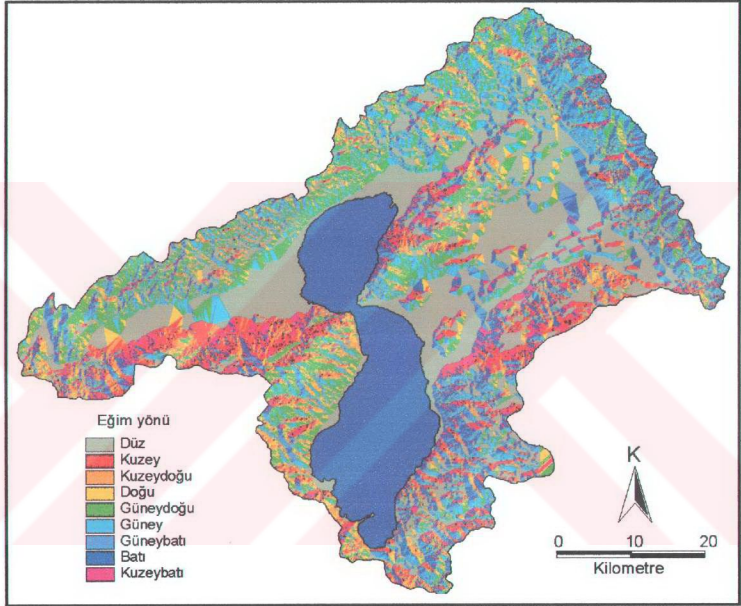 Eğim yönü
Düz
Kuzey
Kuzeydoğu
Doğu
Güneydoğu
Güney
Güneybatı
Batı
Kuzeybatı
K
0 10 20
Kilometre